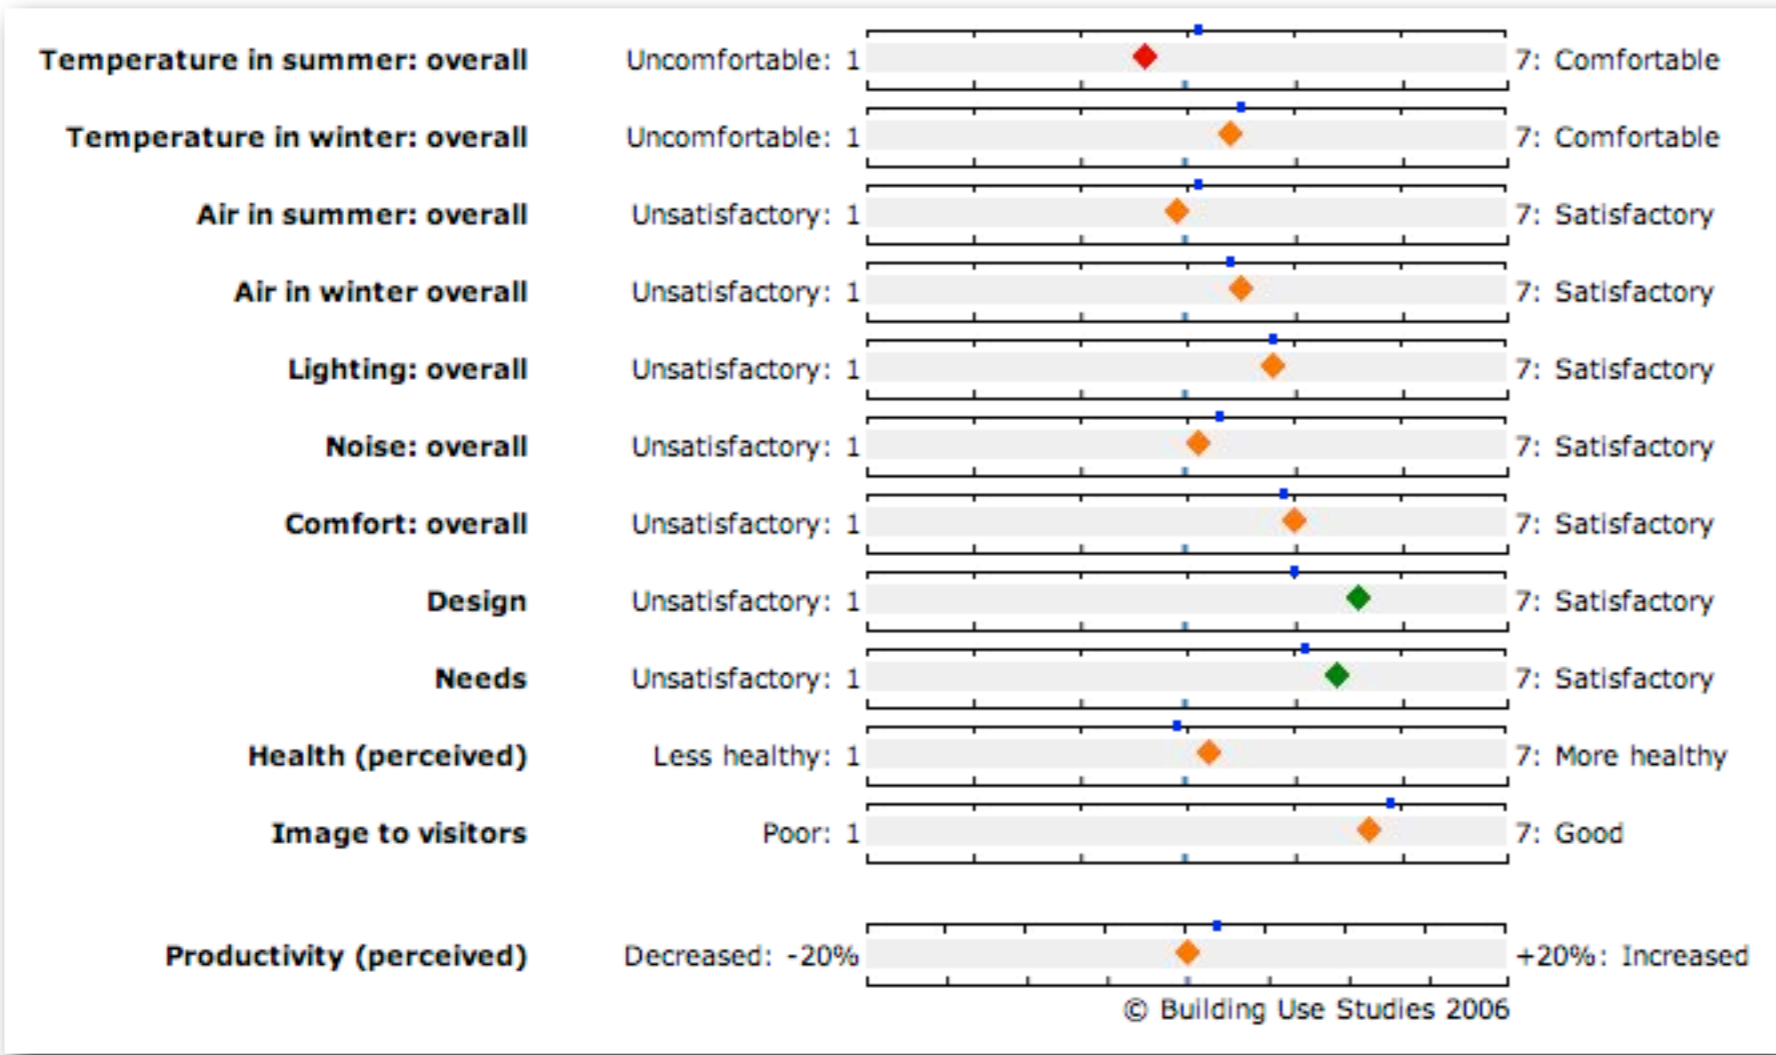 Temperature in summer: overall Uncomfortable: 1 7: Comfortable
Temperature in winter: overall Uncomfortable: 1 7: Comfortable
Air in summer: overall Unsatisfactory: 1 7: Satisfactory
Air in winter overall Unsatisfactory: 1 7: Satisfactory
Lighting: overall Unsatisfactory: 1 7: Satisfactory
Noise: overall Unsatisfactory: 1 7: Satisfactory
Comfort: overall Unsatisfactory: 1 7: Satisfactory
Design Unsatisfactory: 1 7: Satisfactory
Needs Unsatisfactory: 1 7: Satisfactory
Health (perceived) Less healthy: 1 7: More healthy
Image to visitors Poor: 1 7: Good
Productivity (perceived) Decreased: -20% +20%: Increased
© Building Use Studies 2006